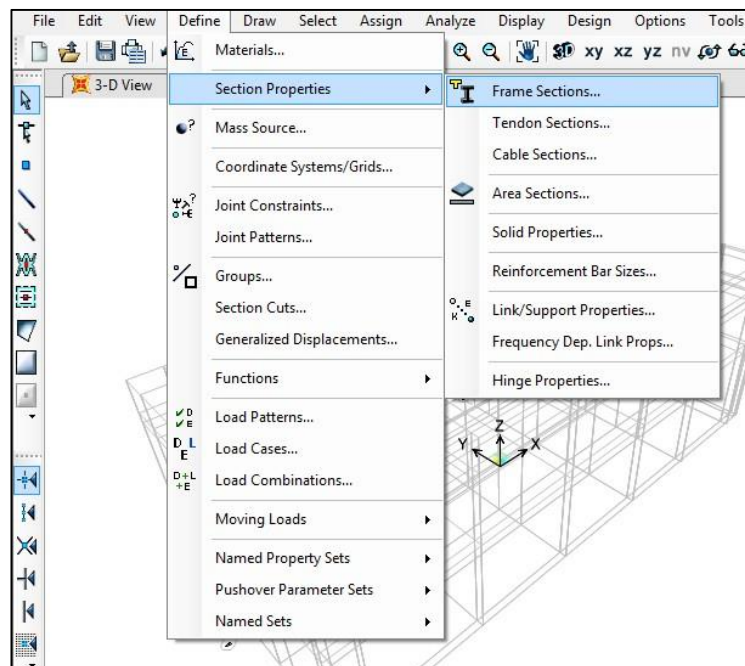 File Edit View Define Draw Select Assign Analyze Display Design Options Tools
3D xy xz yz nv
3-D View
Materials...
Section Properties
Mass Source...
Coordinate Systems/Grids...
Joint Constraints...
Joint Patterns...
Groups...
Section Cuts...
Generalized Displacements...
Functions
Load Patterns...
Load Cases...
Load Combinations...
Moving Loads
Named Property Sets
Pushover Parameter Sets
Named Sets
Frame Sections...
Tendon Sections...
Cable Sections...
Area Sections...
Solid Properties...
Reinforcement Bar Sizes...
Link/Support Properties...
Frequency Dep. Link Props...
Hinge Properties...
Z
Y X